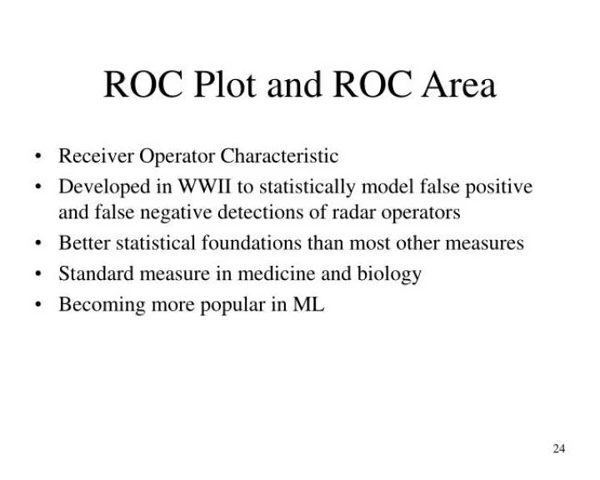 ROC Plot and ROC Area
• Receiver Operator Characteristic
• Developed in WWII to statistically model false positive
and false negative detections of radar operators
• Better statistical foundations than most other measures
• Standard measure in medicine and biology
• Becoming more popular in ML
24